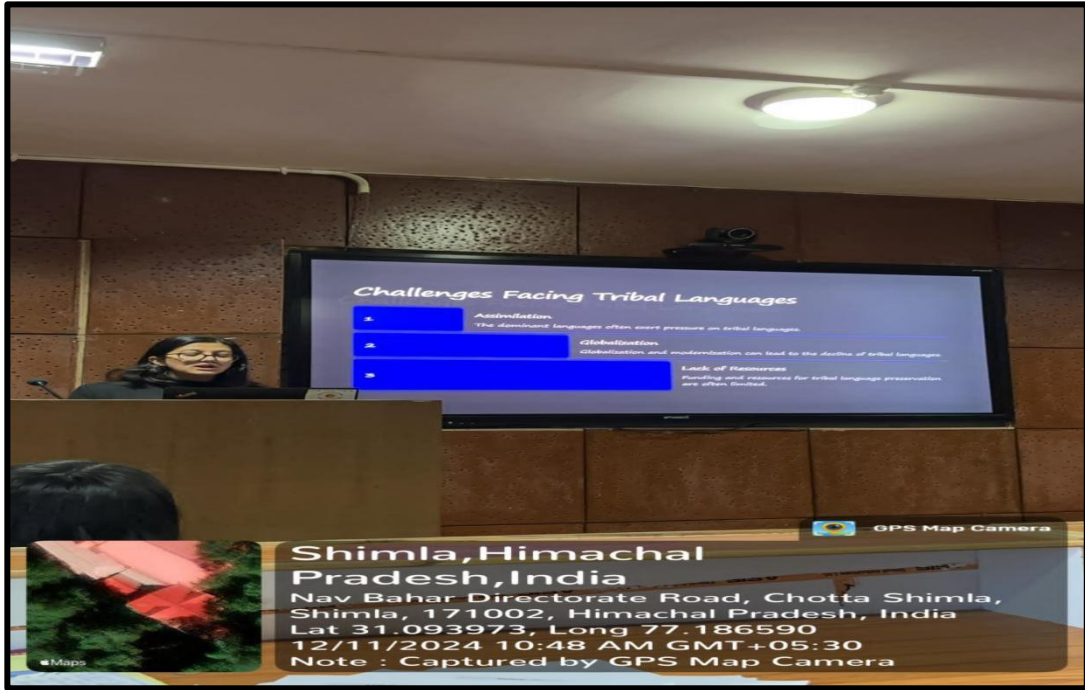 Challenges Facing Tribal Languages
1
Assimilation
The dominant languages often exert pressure on tribal languages.
2
Globalization
Globalization and modernization can lead to the decline of tribal languages.
3
Lack of Resources
Funding and resources for tribal language preservation
are often limited.
GPS Map Camera
Shimla,Himachal
Pradesh,India
Nav Bahar Directorate Road, Chotta Shimla,
Shimla, 171002, Himachal Pradesh, India
Lat 31.093973, Long 77.186590
12/11/2024 10:48 AM GMT+05:30
Note : Captured by GPS Map Camera
Maps